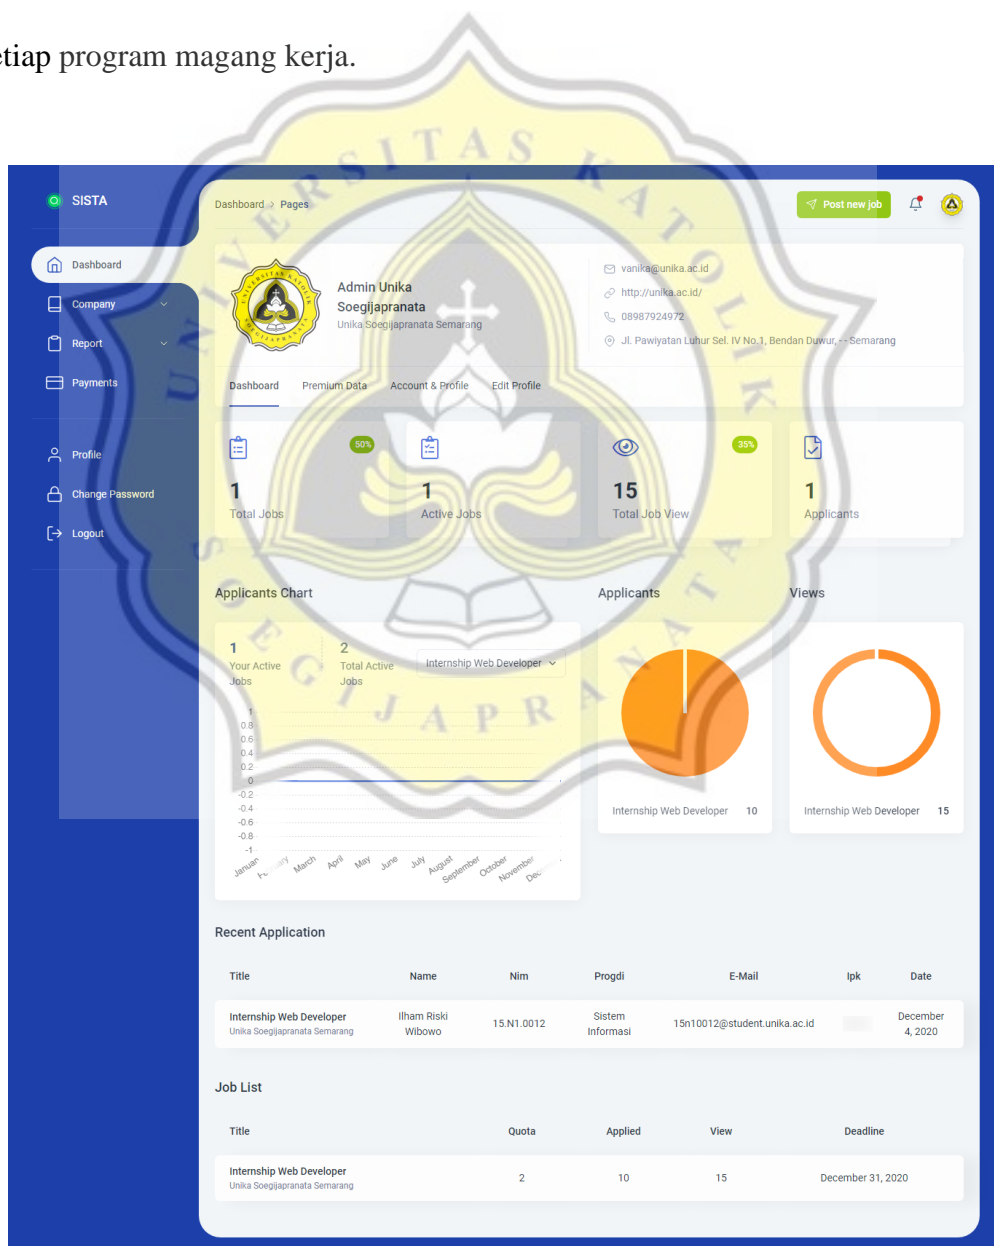 etiap program magang kerja.
UNIVERSITAS KATOLIK
SOEGIJAPRANATA
SISTA
Dashboard > Pages
Post new job
Dashboard
Company
Report
Payments
Profile
Change Password
Logout
UNIVERSITAS KATOLIK
SOEGIJAPRANATA
Admin Unika
Soegijapranata
Unika Soegijapranata Semarang
vanika@unika.ac.id
http://unika.ac.id/
08987924972
Jl. Pawiyatan Luhur Sel. IV No.1, Bendan Duwur, -- Semarang
Dashboard Premium Data Account & Profile Edit Profile
50%
1
Total Jobs
1
Active Jobs
35%
15
Total Job View
1
Applicants
Applicants Chart
1
Your Active
Jobs
2
Total Active
Jobs
Internship Web Developer
1
0.8
0.6
0.4
0.2
0
-0.2
-0.4
-0.6
-0.8
-1
March April May June July August September October November
Applicants
Internship Web Developer 10
Views
Internship Web Developer 15
Recent Application
Title Name Nim Progdi E-Mail Ipk Date
Internship Web Developer
Unika Soegijapranata Semarang
Ilham Riski
Wibowo
15.N1.0012
Sistem
Informasi
15n10012@student.unika.ac.id
December
4, 2020
Job List
Title Quota Applied View Deadline
Internship Web Developer
Unika Soegijapranata Semarang
2 10 15 December 31, 2020